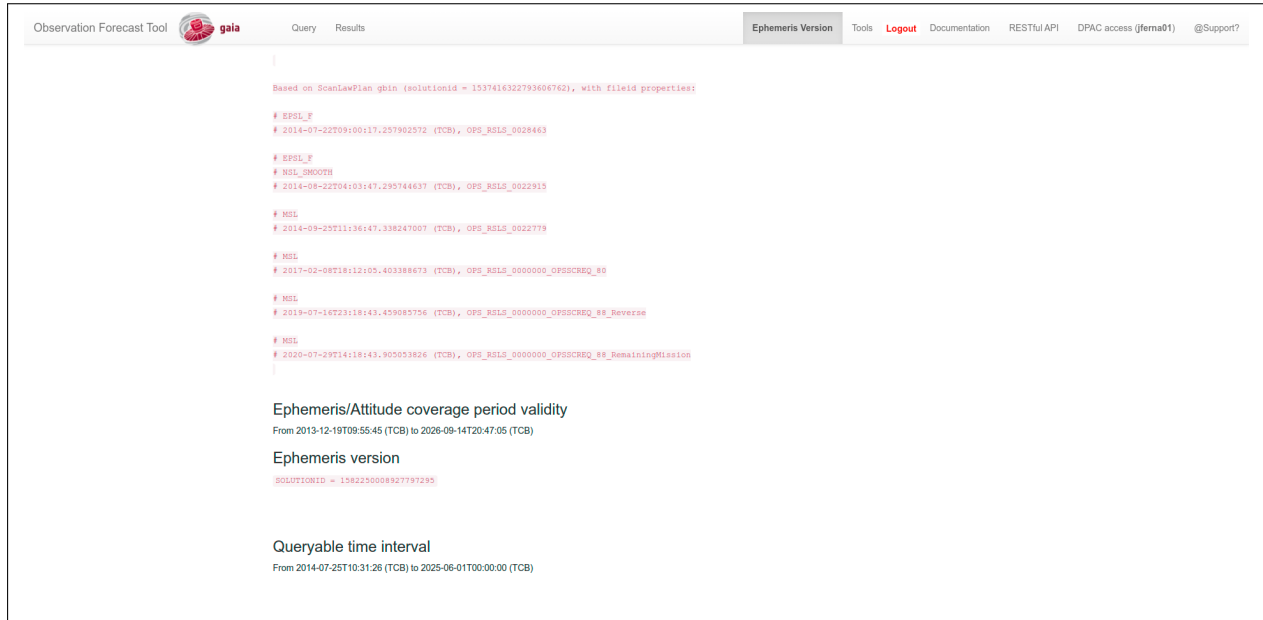 Observation Forecast Tool gaia Query Results Ephemeris Version Tools Logout Documentation RESTful API DPAC access (jferna01) @Support?
Based on ScanLawPlan gbin (solutionid = 1537416322793606762), with fileid properties:
# EPSL_F
# 2014-07-22T09:00:17.257902572 (TCB), OPS_RSLS_0028463
# EPSL_F
# NSL_SMOOTH
# 2014-08-22T04:03:47.295744637 (TCB), OPS_RSLS_0022915
# MSL
# 2014-09-25T11:36:47.338247007 (TCB), OPS_RSLS_0022779
# MSL
# 2017-02-08T18:12:05.403388673 (TCB), OPS_RSLS_0000000_OPSSCREQ_80
# MSL
# 2019-07-16T23:18:43.459085756 (TCB), OPS_RSLS_0000000_OPSSCREQ_88_Reverse
# MSL
# 2020-07-29T14:18:43.905053826 (TCB), OPS_RSLS_0000000_OPSSCREQ_88_RemainingMission
Ephemeris/Attitude coverage period validity
From 2013-12-19T09:55:45 (TCB) to 2026-09-14T20:47:05 (TCB)
Ephemeris version
SOLUTIONID = 1582250008927797295
Queryable time interval
From 2014-07-25T10:31:26 (TCB) to 2025-06-01T00:00:00 (TCB)